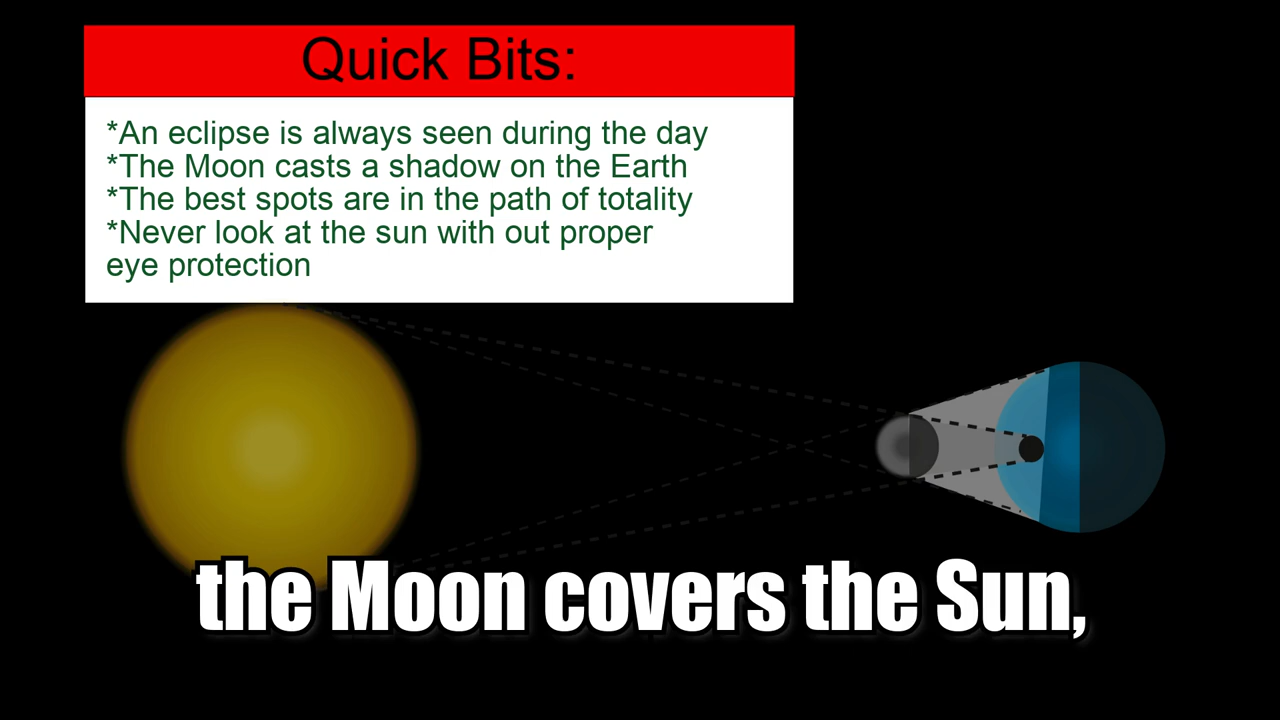 Quick Bits:
*An eclipse is always seen during the day
*The Moon casts a shadow on the Earth
*The best spots are in the path of totality
*Never look at the sun with out proper
eye protection
the Moon covers the Sun,